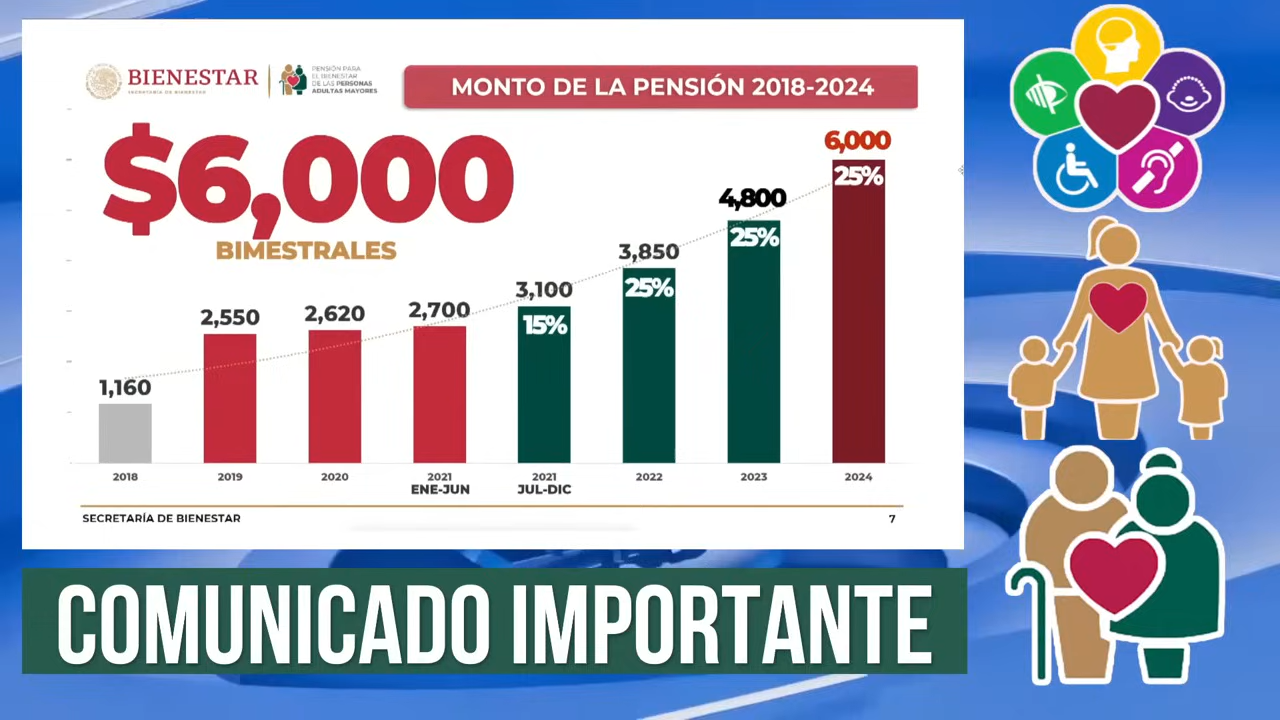 BIENESTAR
SECRETARÍA DE BIENESTAR
PENSIÓN PARA
EL BIENESTAR
DE LAS PERSONAS
ADULTAS MAYORES
MONTO DE LA PENSIÓN 2018-2024
$6,000
BIMESTRALES
1,160
2,550
2,620
2,700
3,100
15%
3,850
25%
4,800
25%
6,000
25%
2018
2019
2020
2021
ENE-JUN
2021
JUL-DIC
2022
2023
2024
SECRETARÍA DE BIENESTAR
7
COMUNICADO IMPORTANTE